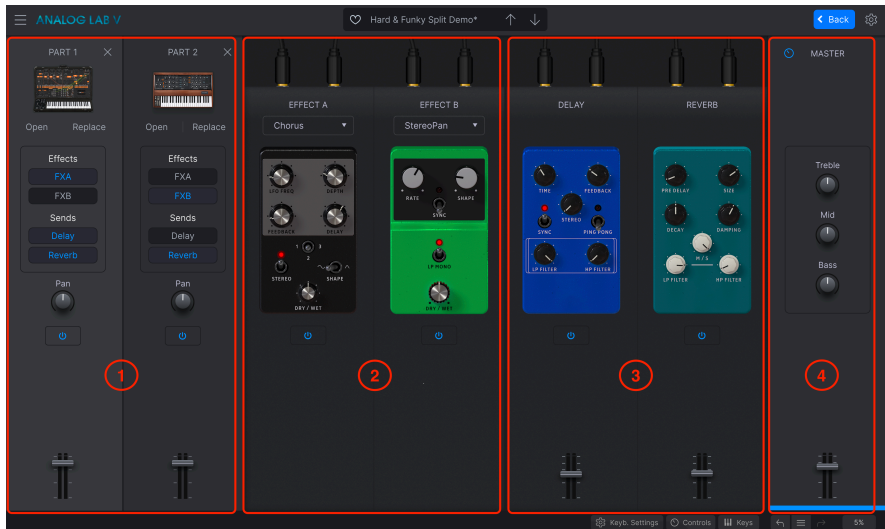 ANALOG LAB V
Hard & Funky Split Demo*
Back
PART 1
PART 2
Open Replace
Open Replace
Effects
FXA
FXB
Sends
Delay
Reverb
Pan
Effects
FXA
FXB
Sends
Delay
Reverb
Pan
1
EFFECT A
Chorus
LFO FREQ DEPTH
FEEDBACK DELAY
1 3
2
STEREO SHAPE
DRY / WET
EFFECT B
StereoPan
RATE SHAPE
SYNC
LP MONO
DRY / WET
2
DELAY
TIME FEEDBACK
STEREO
SYNC PING PONG
LP FILTER HP FILTER
REVERB
PRE DELAY SIZE
DECAY DAMPING
M / S
LP FILTER HP FILTER
3
MASTER
Treble
Mid
Bass
4
Keyb. Settings Controls Keys 5%